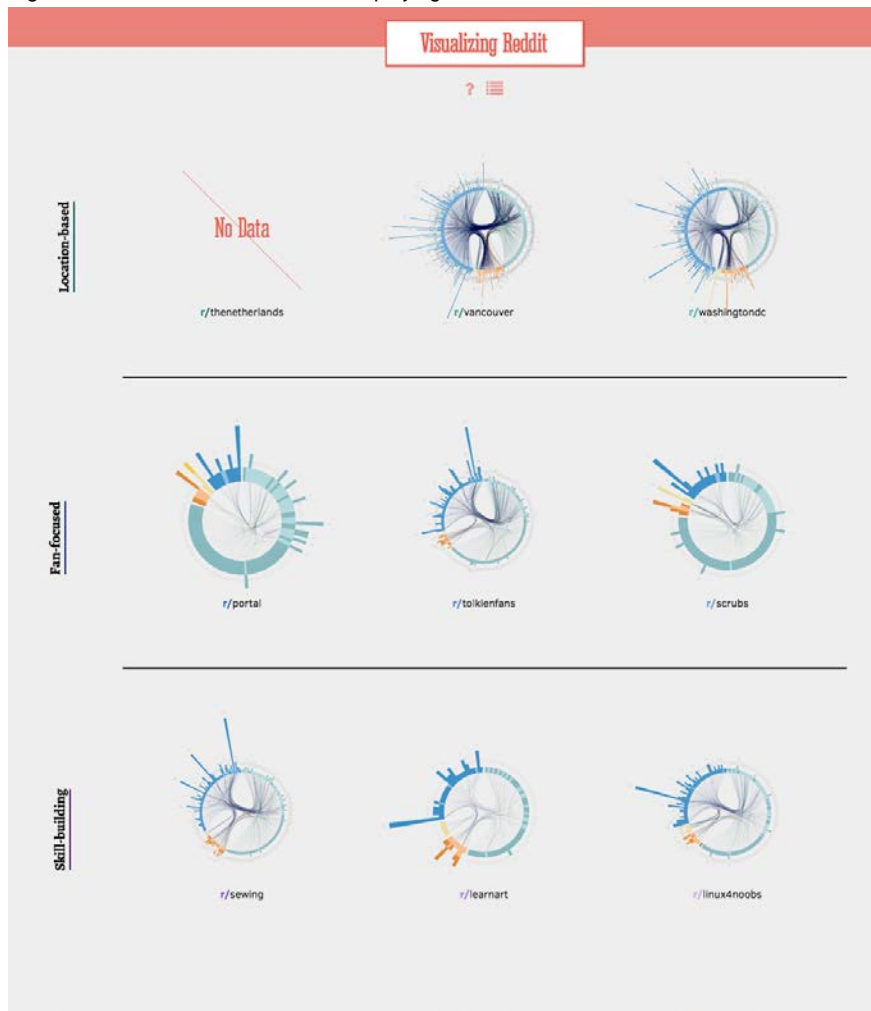 Visualizing Reddit
?
Location-based
No Data
r/thenetherlands
r/vancouver
r/washingtondc
Fan-focused
r/portal
r/tolkienfans
r/scrubs
Skill-building
r/sewing
r/learnart
r/linux4noobs